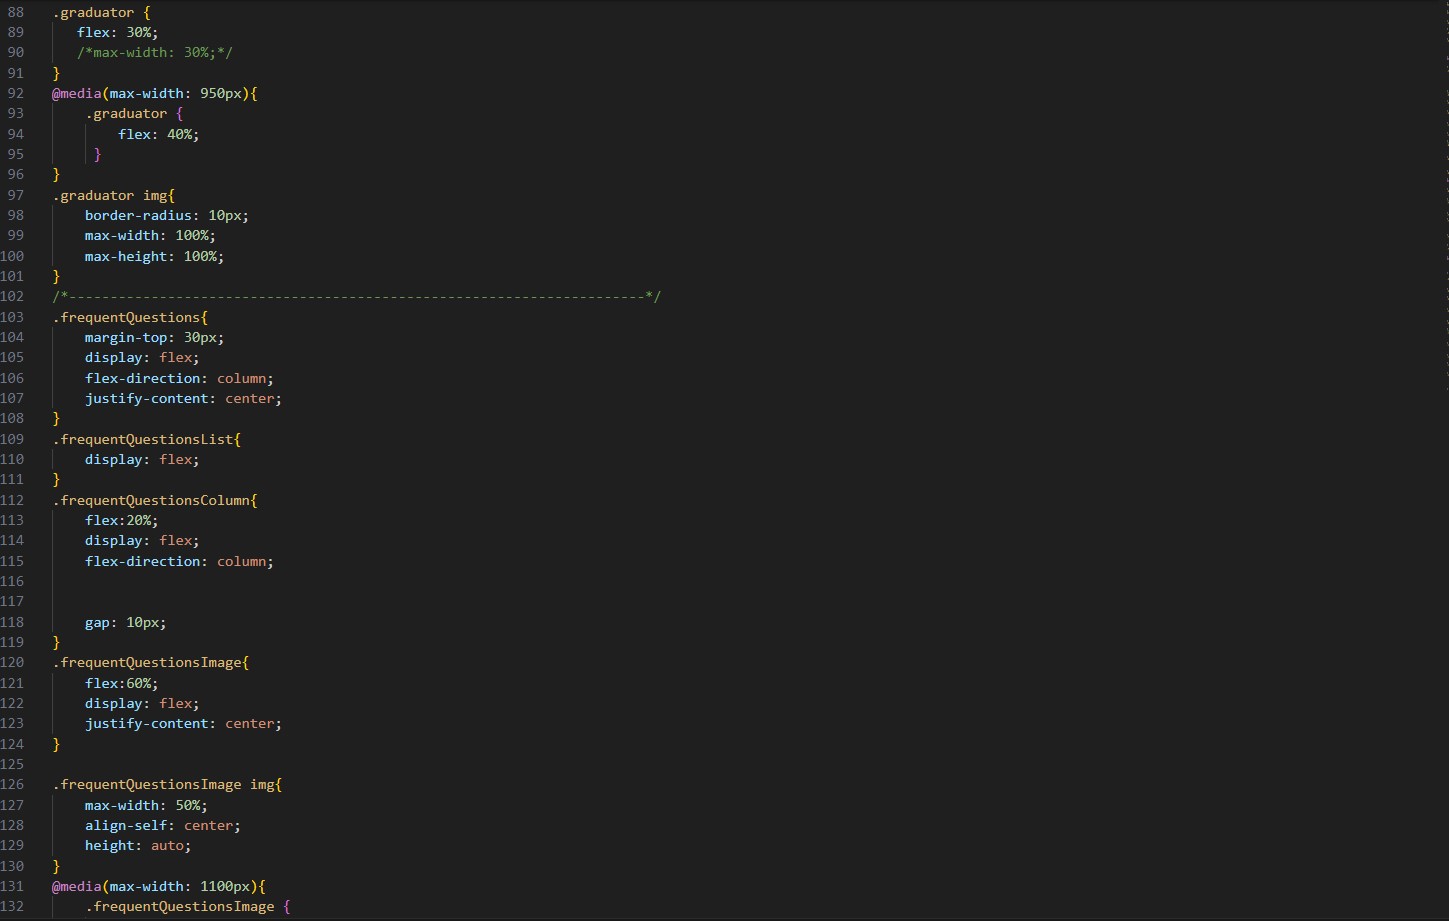 88 .graduator {
89 flex: 30%;
90 /*max-width: 30%;*/
91 }
92 @media(max-width: 950px){
93 .graduator {
94 flex: 40%;
95 }
96 }
97 .graduator img{
98 border-radius: 10px;
99 max-width: 100%;
100 max-height: 100%;
101 }
102 /*----------------------------------------------------------------------*/
103 .frequentQuestions{
104 margin-top: 30px;
105 display: flex;
106 flex-direction: column;
107 justify-content: center;
108 }
109 .frequentQuestionsList{
110 display: flex;
111 }
112 .frequentQuestionsColumn{
113 flex:20%;
114 display: flex;
115 flex-direction: column;
116
117
118 gap: 10px;
119 }
120 .frequentQuestionsImage{
121 flex:60%;
122 display: flex;
123 justify-content: center;
124 }
125
126 .frequentQuestionsImage img{
127 max-width: 50%;
128 align-self: center;
129 height: auto;
130 }
131 @media(max-width: 1100px){
132 .frequentQuestionsImage {